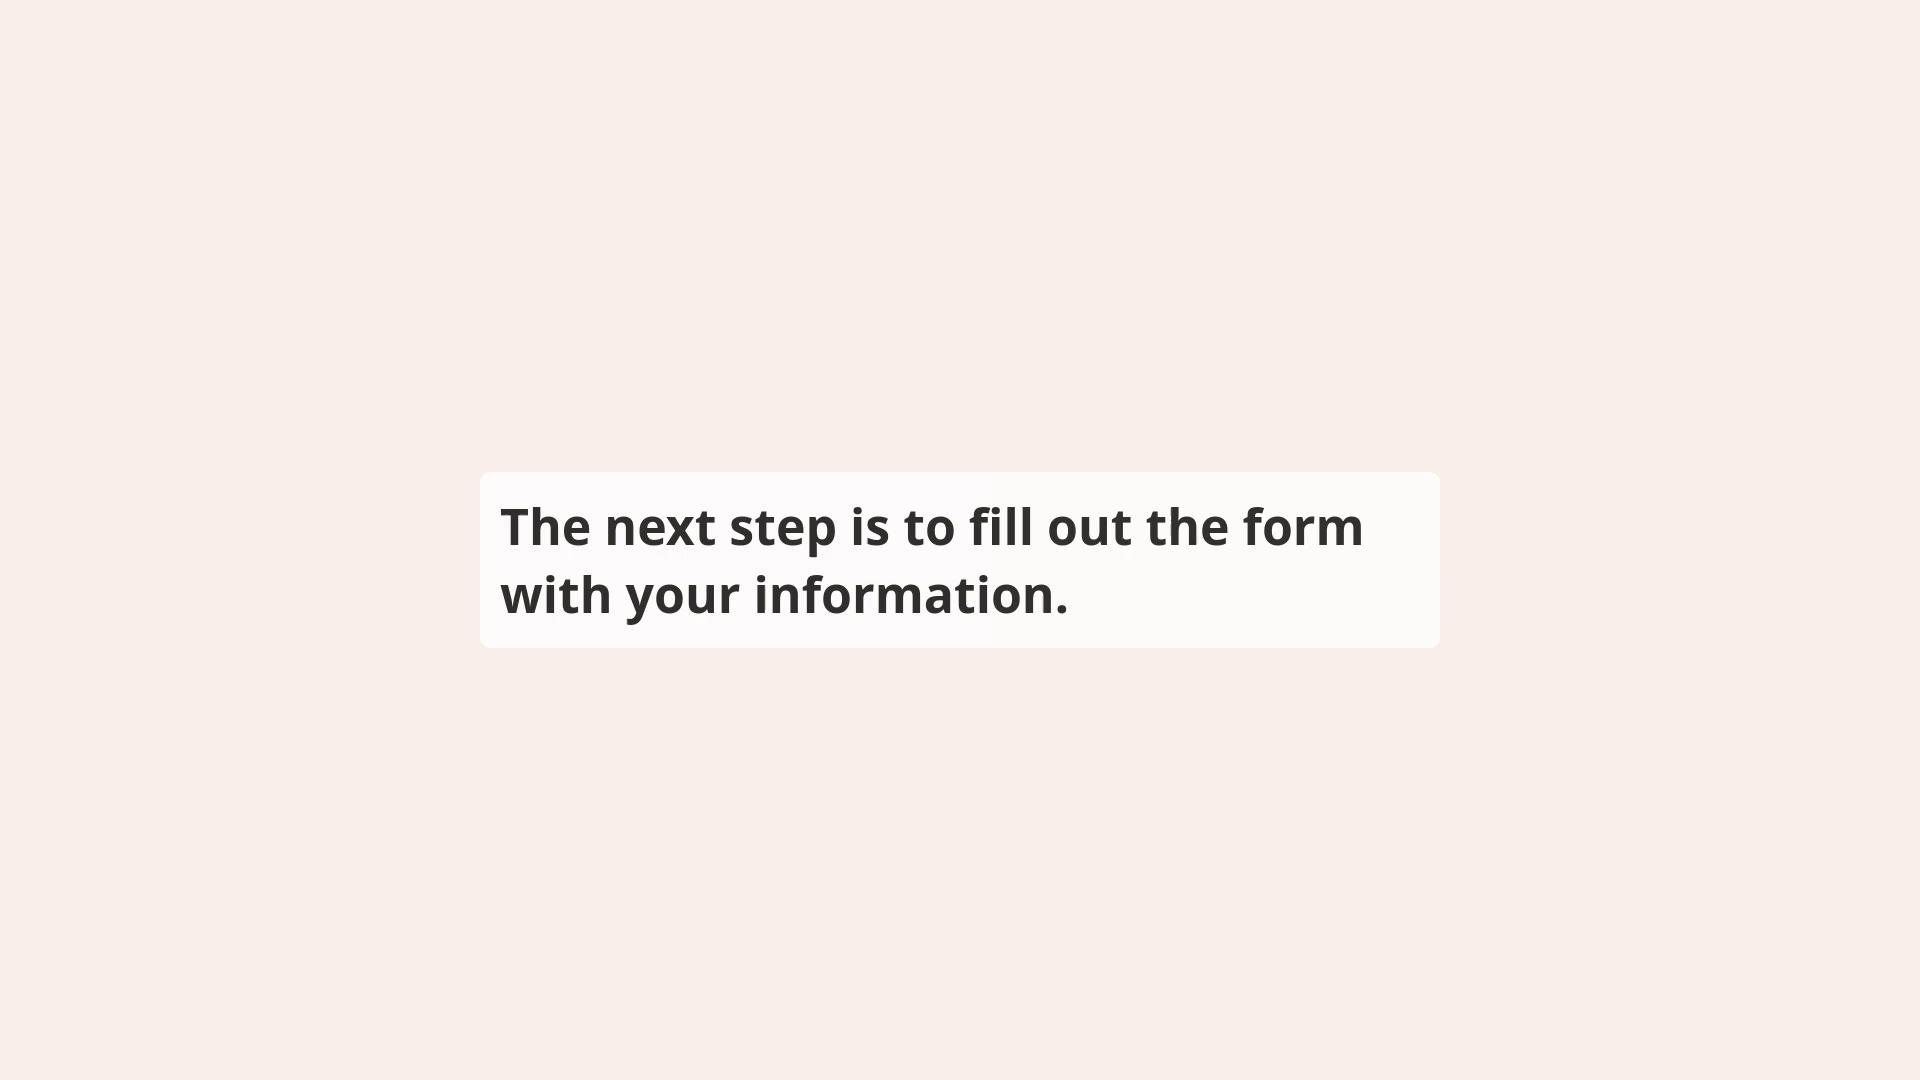 The next step is to fill out the form
with your information.